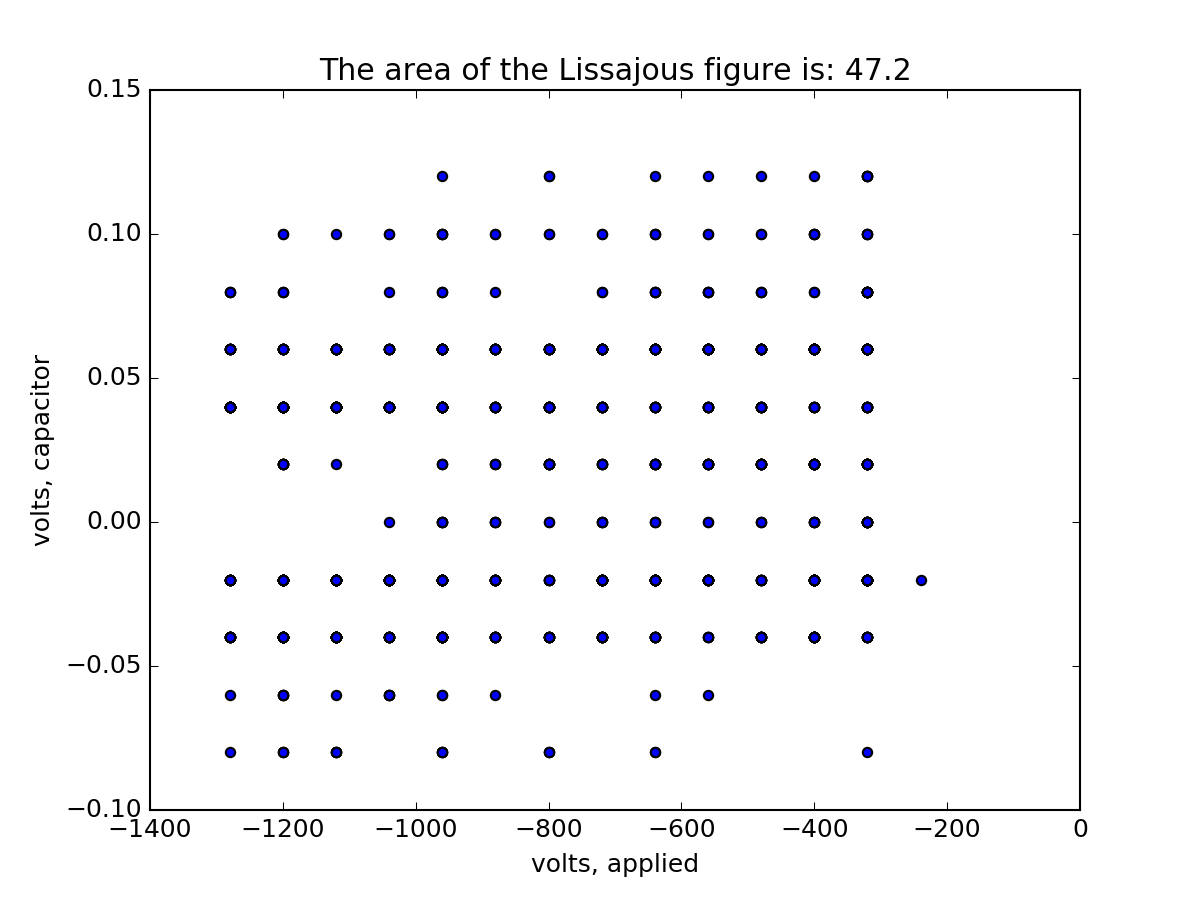 The area of the Lissajous figure is: 47.2
0.15
0.10
0.05
0.00
−0.05
−0.10
−1400 −1200 −1000 −800 −600 −400 −200 0
volts, applied
volts, capacitor